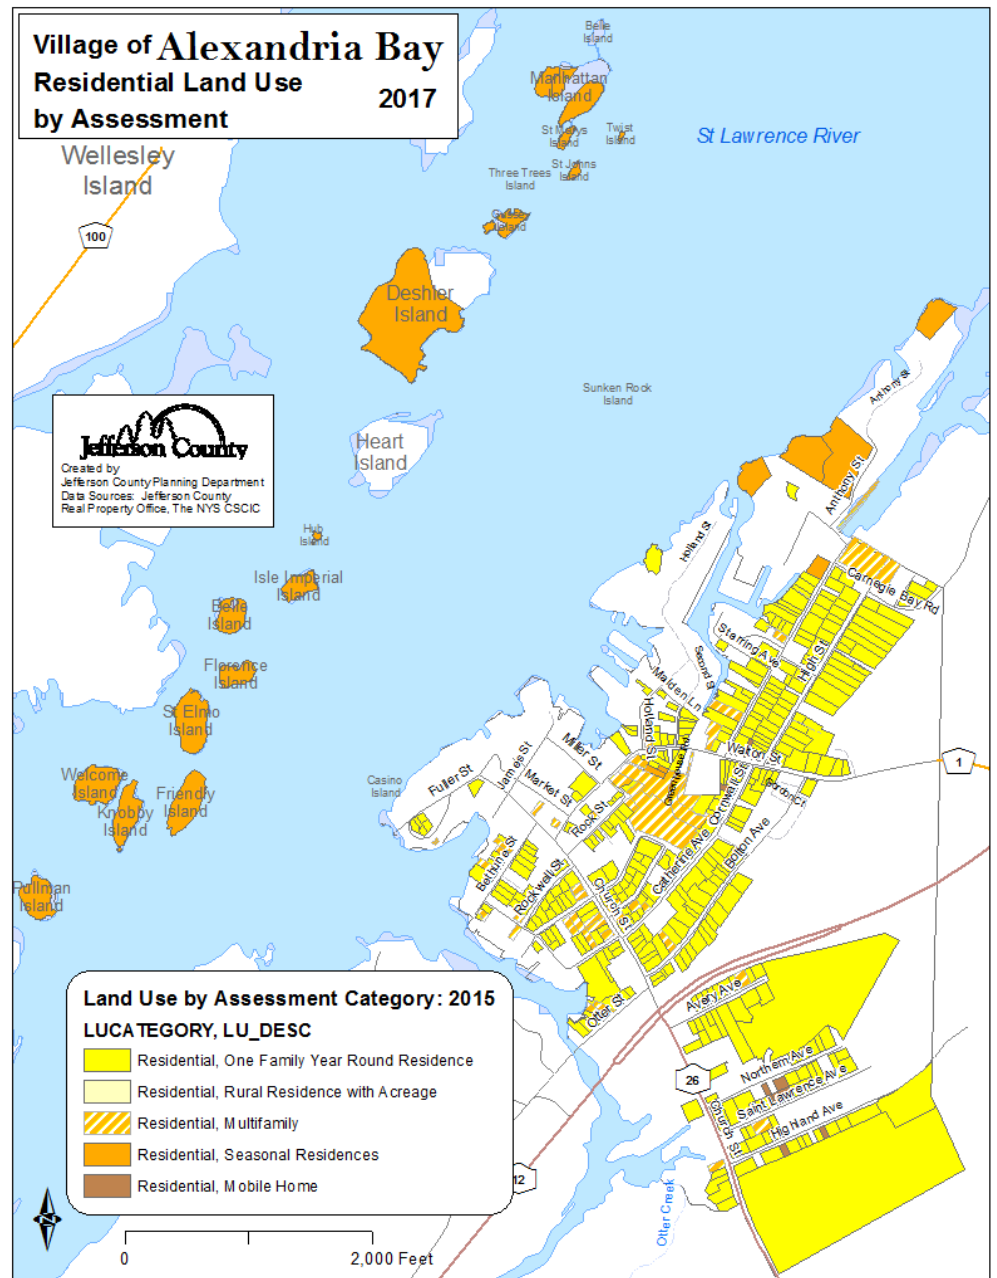 Village of Alexandria Bay
Residential Land Use
by Assessment
2017
Belle
Island
Manhattan
Island
St Marys
Island
Twist
Island
St Lawrence River
St Johns
Island
Three Trees
Island
Wellesley
Island
100
Island
Deshler
Island
Sunken Rock
Island
Anthony St
Jefferson County
Created by
Jefferson County Planning Department
Data Sources: Jefferson County
Real Property Office, The NYS CSCIC
Heart
Island
Anthony St
Hub
Island
Holland St
Isle Imperial
Island
Carnegie Bay Rd
Belle
Island
Starring Ave
High St
Second St
Florence
Island
Maiden Ln
St Elmo
Island
Holland St
Walton St
Miller St
James St
1
Welcome
Island
Casino
Island
Fuller St
Market St
Friendly
Island
Knobby
Island
Rock St
Cornwall St
Catherine Ave
Bolton Ave
Bethune St
Rockwell St
Church St
Pullman
Island
Avery Ave
Otter St
Land Use by Assessment Category: 2015
LUCATEGORY, LU_DESC
Residential, One Family Year Round Residence
Residential, Rural Residence with Acreage
Residential, Multifamily
Residential, Seasonal Residences
Residential, Mobile Home
Northern Ave
26
Saint Lawrence Ave
Highland Ave
Church St
12
Otter Creek
N
0
2,000 Feet